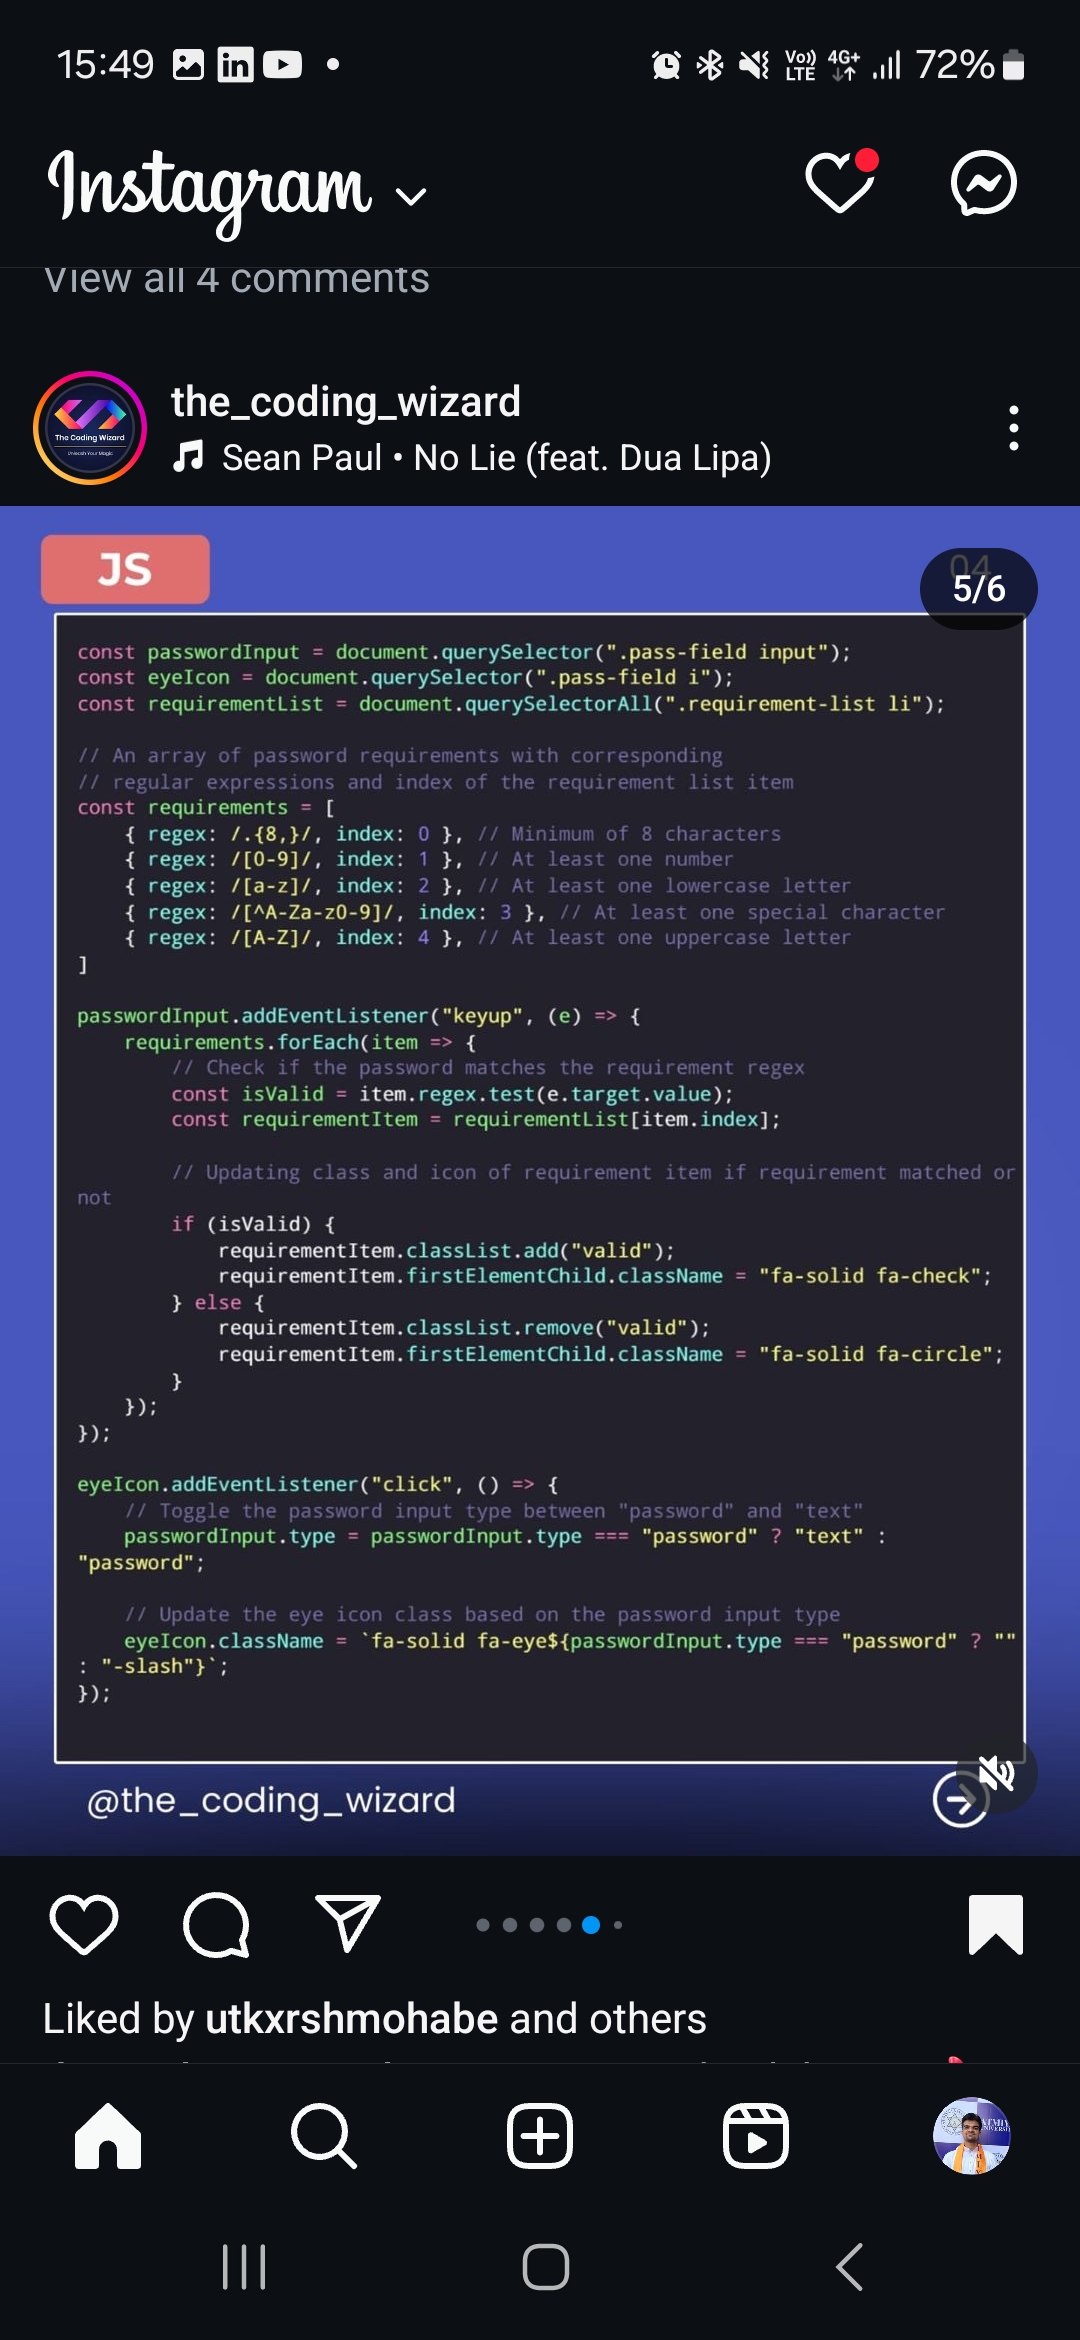 15:49
Vo)) LTE 4G+ 72%
Instagram
View all 4 comments
the_coding_wizard
The Coding Wizard
Unleash Your Magic
Sean Paul • No Lie (feat. Dua Lipa)
JS
04
5/6
const passwordInput = document.querySelector(".pass-field input");
const eyeIcon = document.querySelector(".pass-field i");
const requirementList = document.querySelectorAll(".requirement-list li");
// An array of password requirements with corresponding
// regular expressions and index of the requirement list item
const requirements = [
    { regex: /.{8,}/, index: 0 }, // Minimum of 8 characters
    { regex: /[0-9]/, index: 1 }, // At least one number
    { regex: /[a-z]/, index: 2 }, // At least one lowercase letter
    { regex: /[^A-Za-z0-9]/, index: 3 }, // At least one special character
    { regex: /[A-Z]/, index: 4 }, // At least one uppercase letter
]
passwordInput.addEventListener("keyup", (e) => {
    requirements.forEach(item => {
        // Check if the password matches the requirement regex
        const isValid = item.regex.test(e.target.value);
        const requirementItem = requirementList[item.index];
        // Updating class and icon of requirement item if requirement matched or
not
        if (isValid) {
            requirementItem.classList.add("valid");
            requirementItem.firstElementChild.className = "fa-solid fa-check";
        } else {
            requirementItem.classList.remove("valid");
            requirementItem.firstElementChild.className = "fa-solid fa-circle";
        }
    });
});
eyeIcon.addEventListener("click", () => {
    // Toggle the password input type between "password" and "text"
    passwordInput.type = passwordInput.type === "password" ? "text" :
"password";
    // Update the eye icon class based on the password input type
    eyeIcon.className = `fa-solid fa-eye${passwordInput.type === "password" ? ""
: "-slash"}`;
});
@the_coding_wizard
Liked by utkxrshmohabe and others